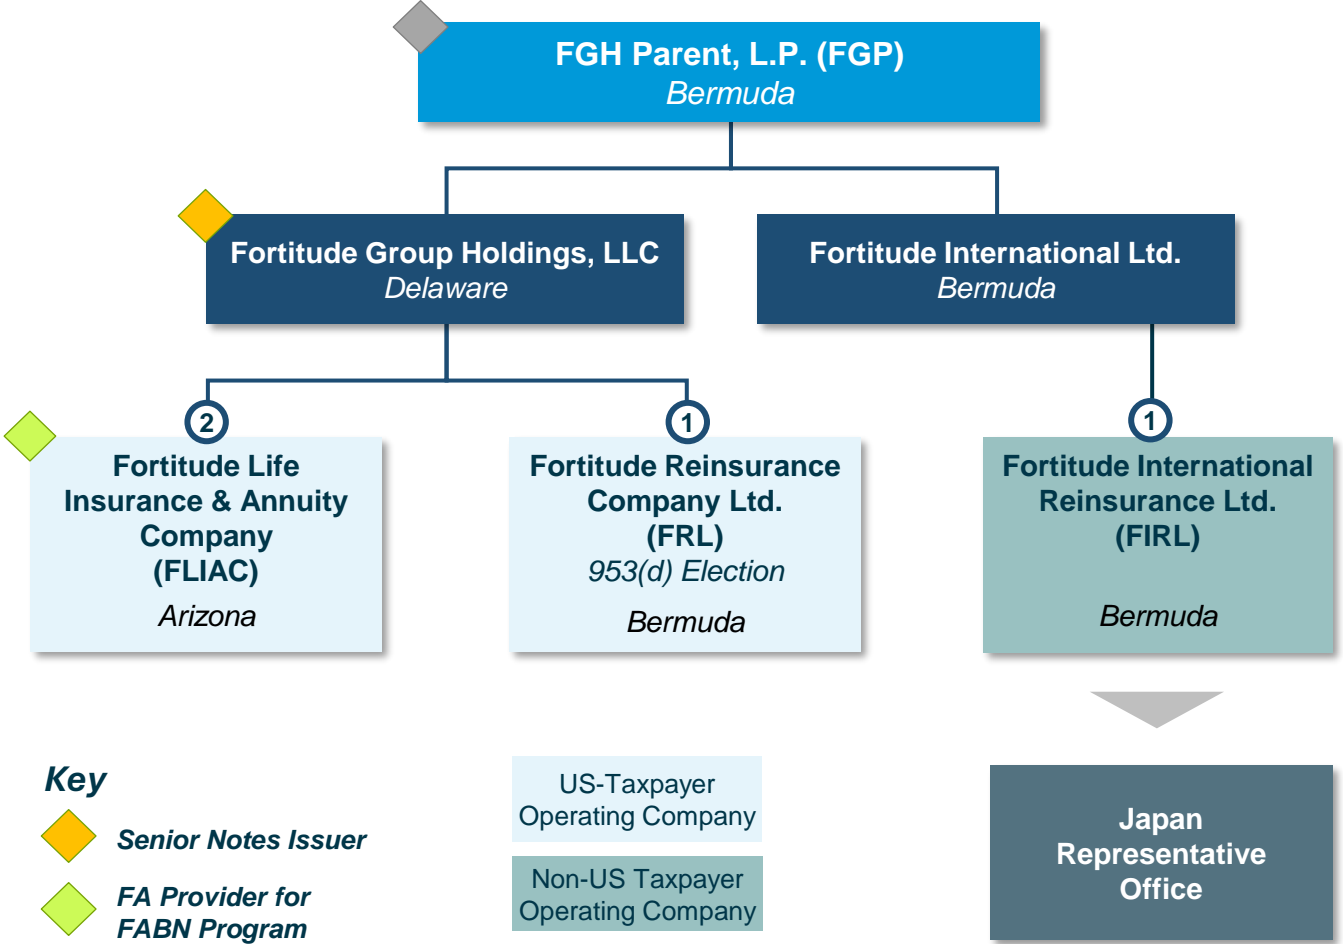 FGH Parent, L.P. (FGP)
Bermuda
Fortitude Group Holdings, LLC
Delaware
Fortitude International Ltd.
Bermuda
2
Fortitude Life
Insurance & Annuity
Company
(FLIAC)
Arizona
1
Fortitude Reinsurance
Company Ltd.
(FRL)
953(d) Election
Bermuda
1
Fortitude International
Reinsurance Ltd.
(FIRL)
Bermuda
Key
Senior Notes Issuer
FA Provider for
FABN Program
US-Taxpayer
Operating Company
Non-US Taxpayer
Operating Company
Japan
Representative
Office